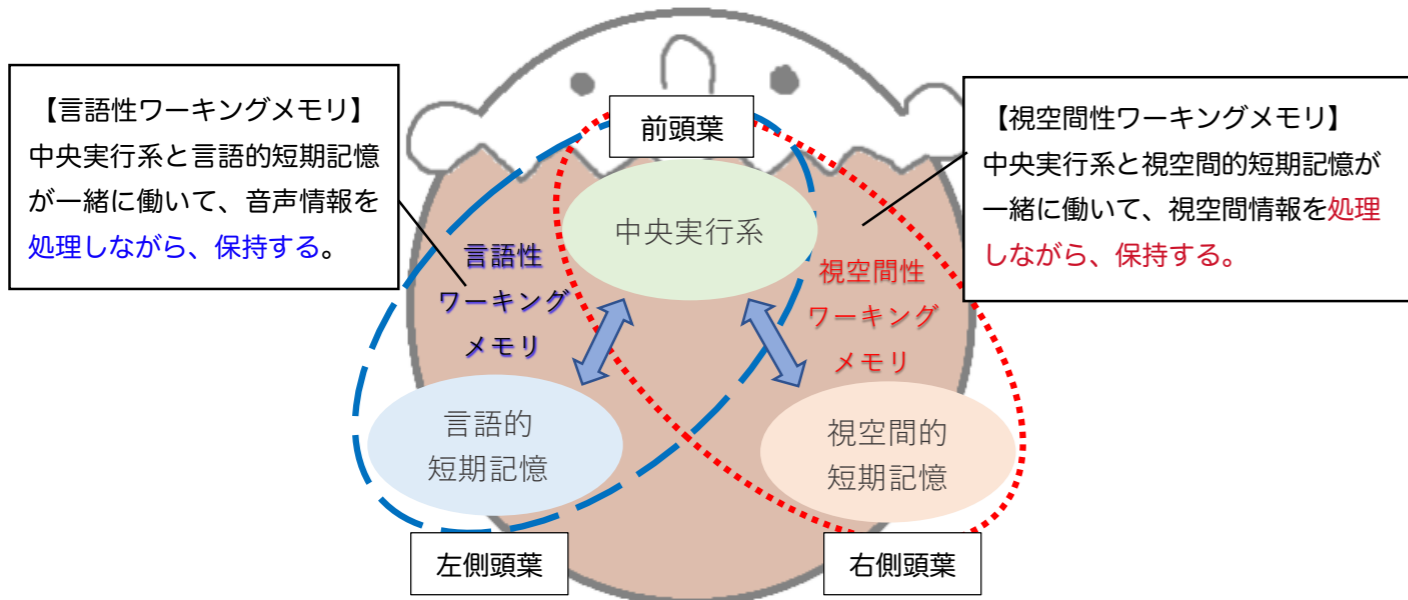 【言語性ワーキングメモリ】
中央実行系と言語的短期記憶
が一緒に働いて、音声情報を
処理しながら、保持する。
前頭葉
【視空間性ワーキングメモリ】
中央実行系と視空間的短期記憶が
一緒に働いて、視空間情報を処理
しながら、保持する。
中央実行系
言語性
ワーキング
メモリ
視空間性
ワーキング
メモリ
言語的
短期記憶
視空間的
短期記憶
左側頭葉
右側頭葉